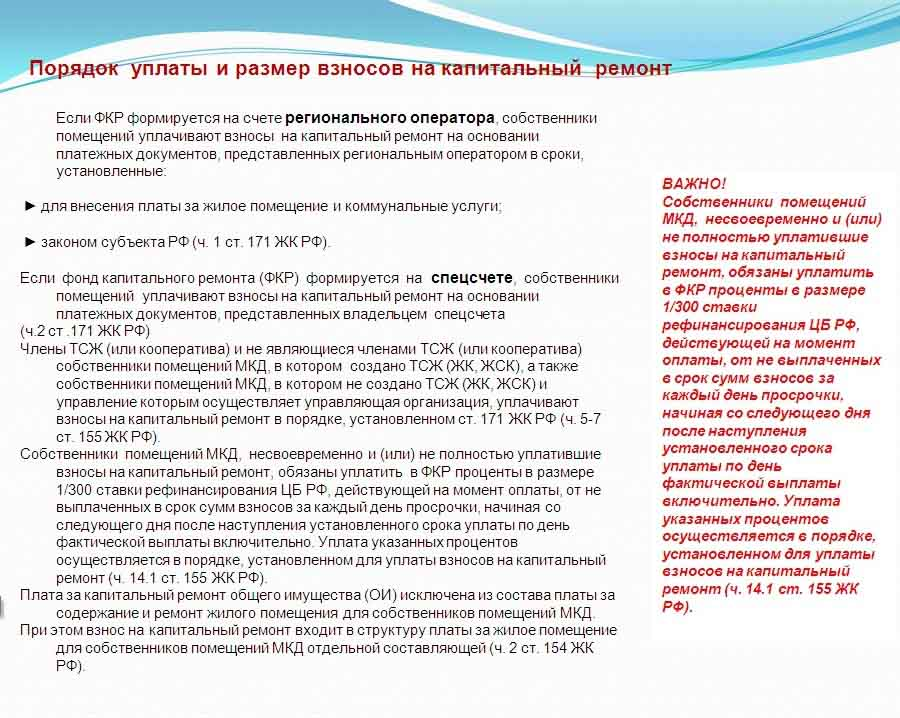 Порядок уплаты и размер взносов на капитальный ремонт
Если ФКР формируется на счете регионального оператора, собственники
помещений уплачивают взносы на капитальный ремонт на основании
платежных документов, представленных региональным оператором в сроки,
установленные:
► для внесения платы за жилое помещение и коммунальные услуги;
► законом субъекта РФ (ч. 1 ст. 171 ЖК РФ).
Если фонд капитального ремонта (ФКР) формируется на спецсчете, собственники
помещений уплачивают взносы на капитальный ремонт на основании
платежных документов, представленных владельцем спецсчета
(ч.2 ст .171 ЖК РФ)
Члены ТСЖ (или кооператива) и не являющиеся членами ТСЖ (или кооператива)
собственники помещений МКД, в котором создано ТСЖ (ЖК, ЖСК), а также
собственники помещений МКД, в котором не создано ТСЖ (ЖК, ЖСК) и
управление которым осуществляет управляющая организация, уплачивают
взносы на капитальный ремонт в порядке, установленном ст. 171 ЖК РФ (ч. 5-7
ст. 155 ЖК РФ).
Собственники помещений МКД, несвоевременно и (или) не полностью уплатившие
взносы на капитальный ремонт, обязаны уплатить в ФКР проценты в размере
1/300 ставки рефинансирования ЦБ РФ, действующей на момент оплаты, от не
выплаченных в срок сумм взносов за каждый день просрочки, начиная со
следующего дня после наступления установленного срока уплаты по день
фактической выплаты включительно. Уплата указанных процентов
осуществляется в порядке, установленном для уплаты взносов на капитальный
ремонт (ч. 14.1 ст. 155 ЖК РФ).
Плата за капитальный ремонт общего имущества (ОИ) исключена из состава платы за
содержание и ремонт жилого помещения для собственников помещений МКД.
При этом взнос на капитальный ремонт входит в структуру платы за жилое помещение
для собственников помещений МКД отдельной составляющей (ч. 2 ст. 154 ЖК
РФ).
ВАЖНО!
Собственники помещений
МКД, несвоевременно и (или)
не полностью уплатившие
взносы на капитальный
ремонт, обязаны уплатить
в ФКР проценты в размере
1/300 ставки
рефинансирования ЦБ РФ,
действующей на момент
оплаты, от не выплаченных
в срок сумм взносов за
каждый день просрочки,
начиная со следующего дня
после наступления
установленного срока
уплаты по день
фактической выплаты
включительно. Уплата
указанных процентов
осуществляется в порядке,
установленном для уплаты
взносов на капитальный
ремонт (ч. 14.1 ст. 155 ЖК
РФ).